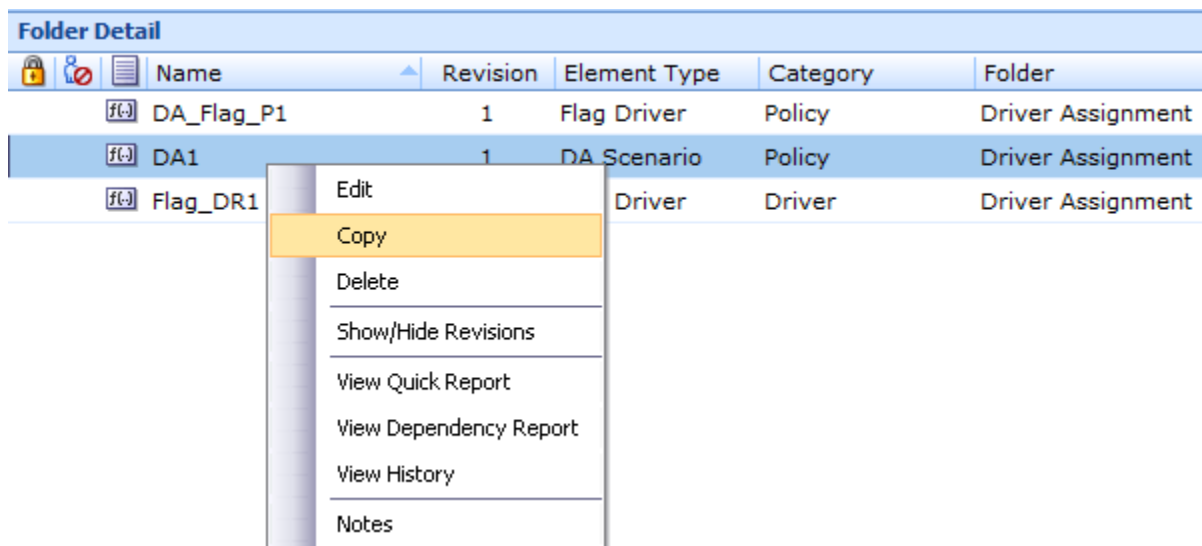 Folder Detail
Name Revision Element Type Category Folder
f(.) DA_Flag_P1 1 Flag Driver Policy Driver Assignment
f(.) DA1 1 DA Scenario Policy Driver Assignment
f(.) Flag_DR1 Driver Driver Driver Assignment
Edit
Copy
Delete
Show/Hide Revisions
View Quick Report
View Dependency Report
View History
Notes